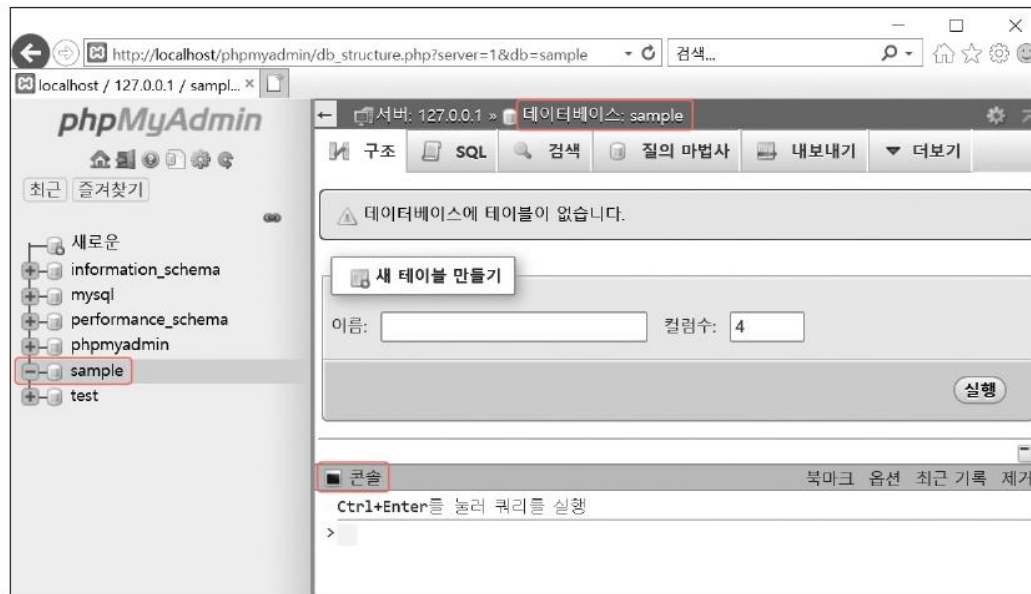 http://localhost/phpmyadmin/db_structure.php?server=1&db=sample
검색...
localhost / 127.0.0.1 / sampl... ×
phpMyAdmin
최근 즐겨찾기
새로운
information_schema
mysql
performance_schema
phpmyadmin
sample
test
← 서버: 127.0.0.1 » 데이터베이스: sample
구조 SQL 검색 질의 마법사 내보내기 ▼ 더보기
데이터베이스에 테이블이 없습니다.
새 테이블 만들기
이름: 컬럼수: 4
실행
콘솔 북마크 옵션 최근 기록 제거
Ctrl+Enter를 눌러 쿼리를 실행
>